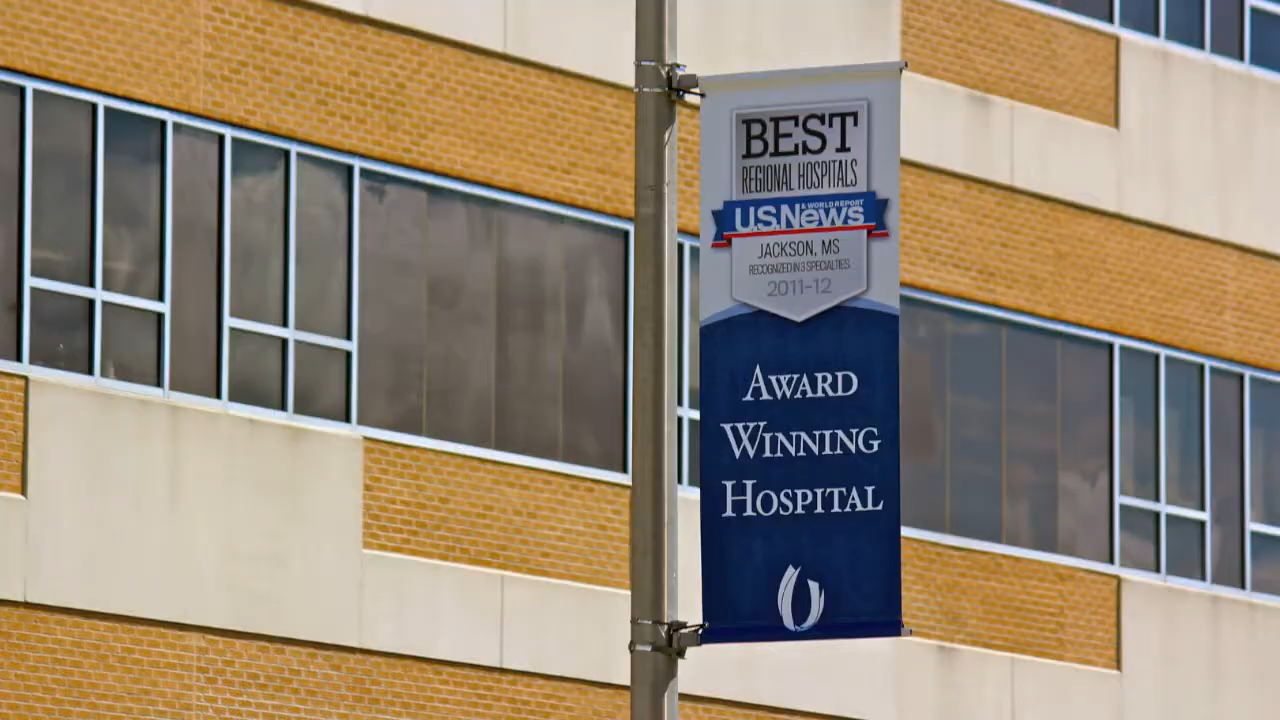 BEST
REGIONAL HOSPITALS
& WORLD REPORT
U.S.News
JACKSON, MS
RECOGNIZED IN 3 SPECIALTIES
2011-12
AWARD
WINNING
HOSPITAL